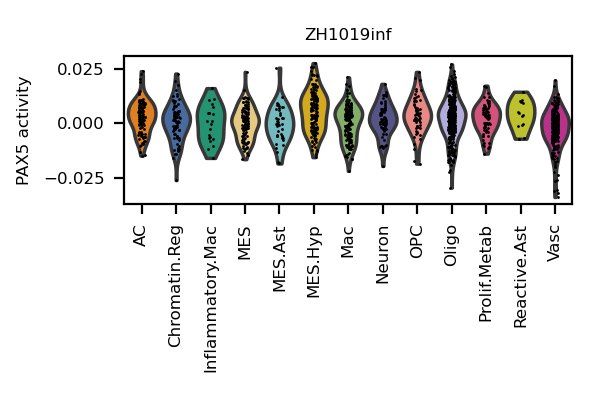 ZH1019inf
PAX5 activity
0.025
0.000
−0.025
AC
Chromatin.Reg
Inflammatory.Mac
MES
MES.Ast
MES.Hyp
Mac
Neuron
OPC
Oligo
Prolif.Metab
Reactive.Ast
Vasc